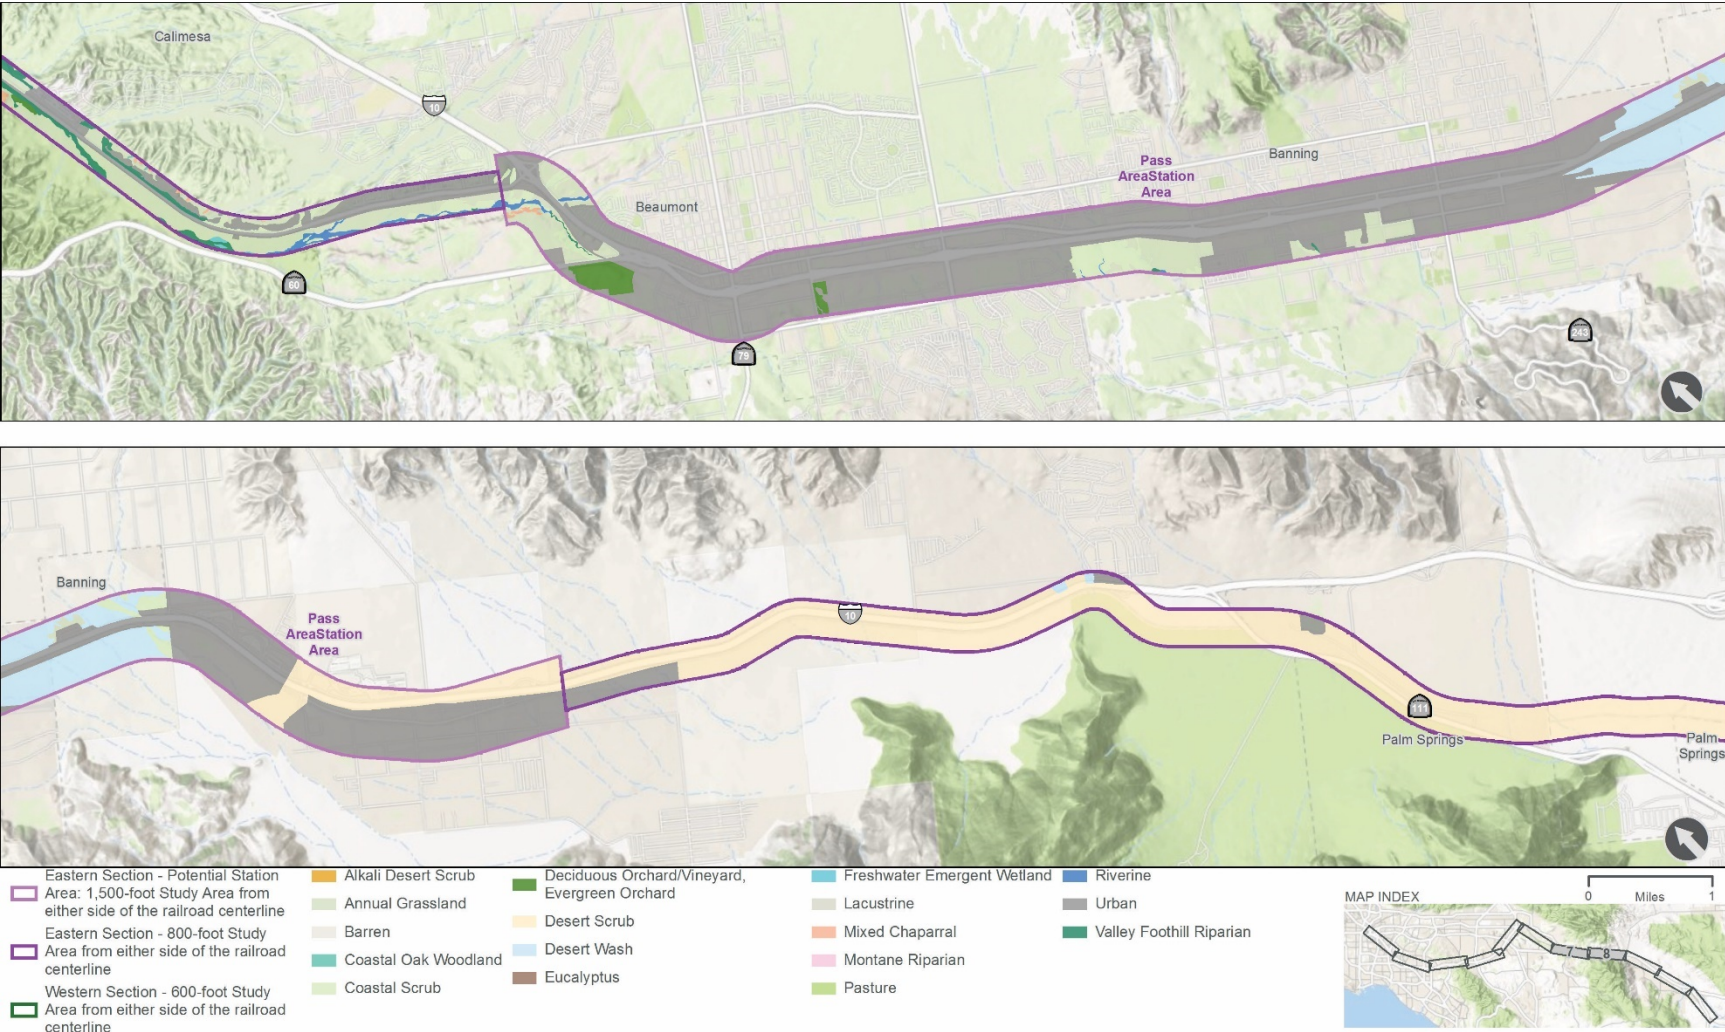 Calimesa
10
60
Beaumont
79
Pass
AreaStation
Area
Banning
243
Banning
Pass
AreaStation
Area
10
111
Palm Springs
Palm
Springs
Eastern Section - Potential Station
Area: 1,500-foot Study Area from
either side of the railroad centerline
Eastern Section - 800-foot Study
Area from either side of the railroad
centerline
Western Section - 600-foot Study
Area from either side of the railroad
centerline
Alkali Desert Scrub
Annual Grassland
Barren
Coastal Oak Woodland
Coastal Scrub
Deciduous Orchard/Vineyard,
Evergreen Orchard
Desert Scrub
Desert Wash
Eucalyptus
Freshwater Emergent Wetland
Lacustrine
Mixed Chaparral
Montane Riparian
Pasture
Riverine
Urban
Valley Foothill Riparian
0 Miles 1
MAP INDEX
7
8